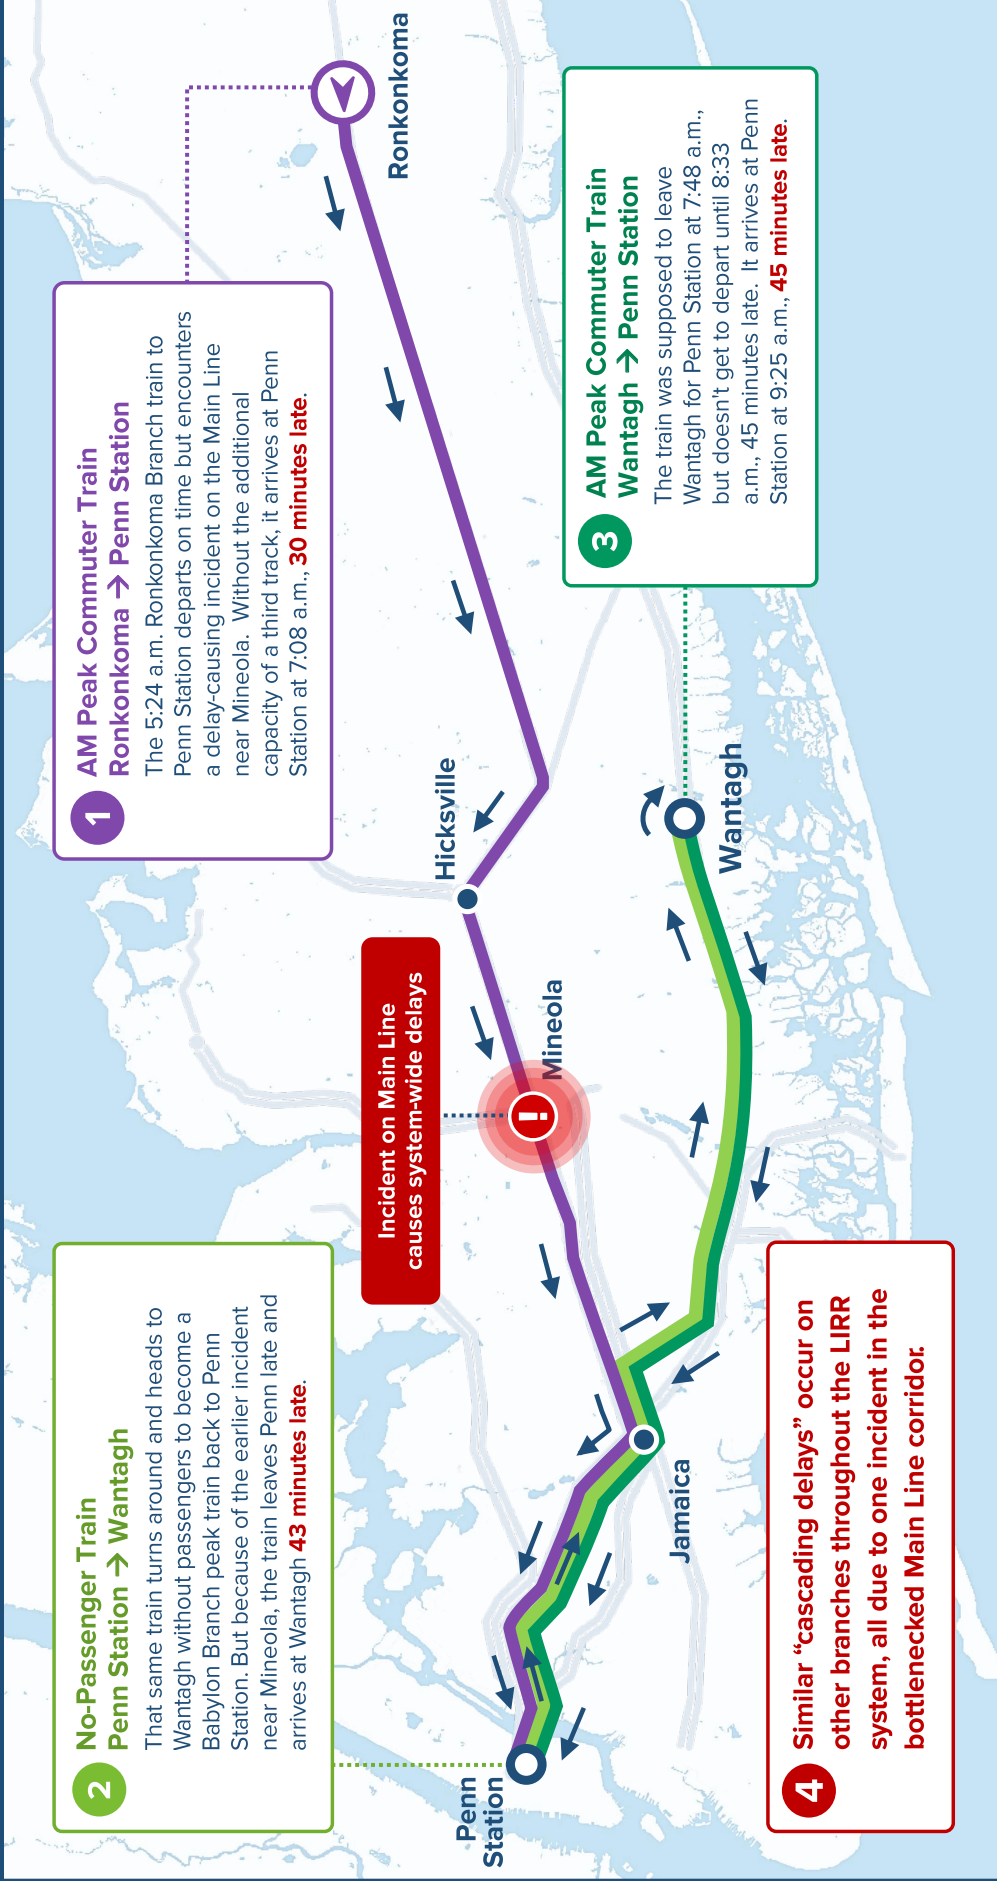 1
AM Peak Commuter Train
Ronkonkoma → Penn Station
The 5:24 a.m. Ronkonkoma Branch train to
Penn Station departs on time but encounters
a delay-causing incident on the Main Line
near Mineola.  Without the additional
capacity of a third track, it arrives at Penn
Station at 7:08 a.m., 30 minutes late.
2
No-Passenger Train
Penn Station → Wantagh
That same train turns around and heads to
Wantagh without passengers to become a
Babylon Branch peak train back to Penn
Station. But because of the earlier incident
near Mineola, the train leaves Penn late and
arrives at Wantagh 43 minutes late.
Incident on Main Line
causes system-wide delays
Ronkonkoma
Hicksville
Mineola
Penn
Station
Jamaica
Wantagh
3
AM Peak Commuter Train
Wantagh → Penn Station
The train was supposed to leave
Wantagh for Penn Station at 7:48 a.m.,
but doesn't get to depart until 8:33
a.m., 45 minutes late.  It arrives at Penn
Station at 9:25 a.m., 45 minutes late.
4
Similar “cascading delays” occur on
other branches throughout the LIRR
system, all due to one incident in the
bottlenecked Main Line corridor.